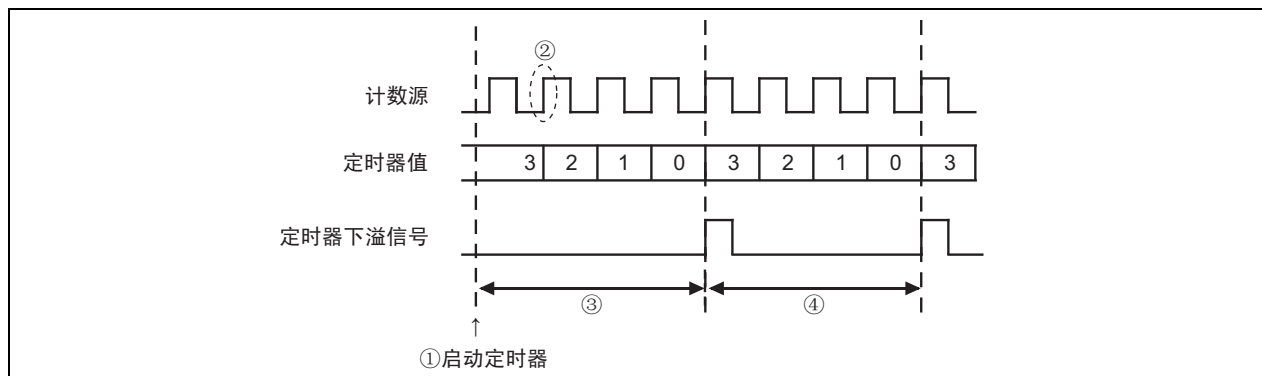 ②
计数源
定时器值 3 2 1 0 3 2 1 0 3
定时器下溢信号
③ ④
↑
①启动定时器